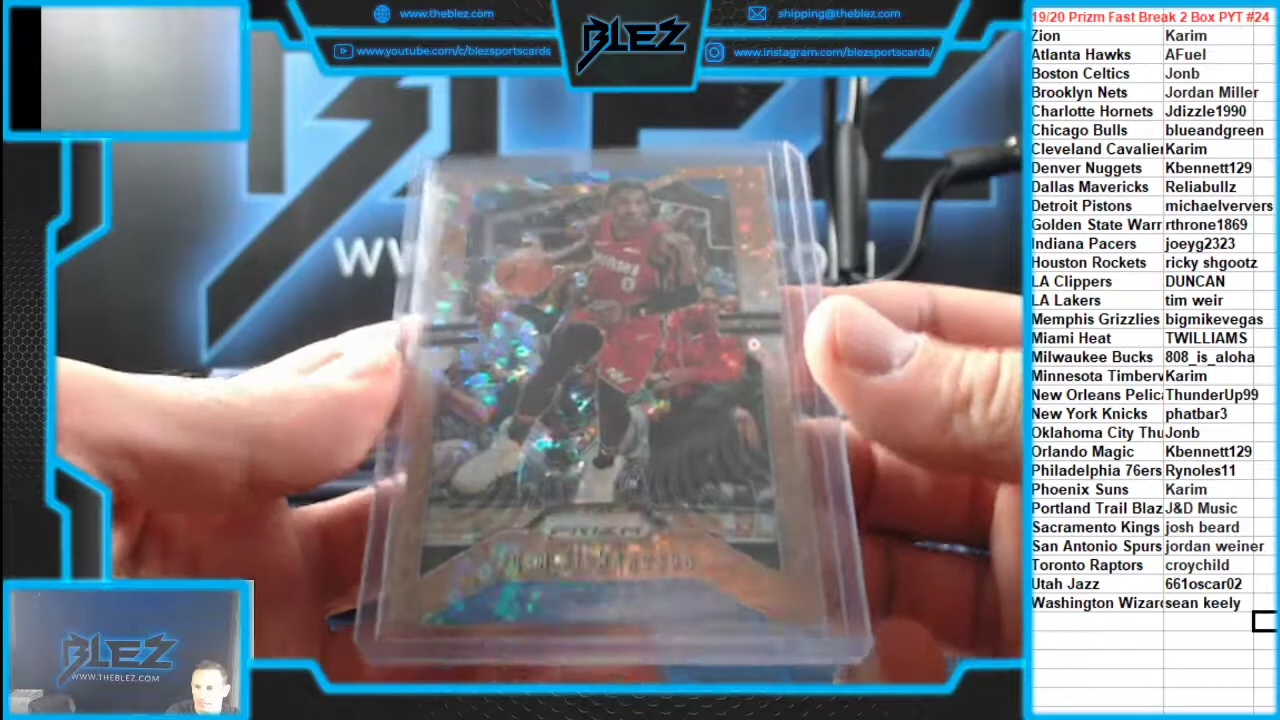 www.theblez.com
www.youtube.com/c/blezsportscards
BLEZ
shipping@theblez.co
www.instagram.com/blezsportscards/
19/20 Prizm Fast Break 2 Box PYT #24
Zion Karim
Atlanta Hawks AFuel
Boston Celtics Jonb
Brooklyn Nets Jordan Miller
Charlotte Hornets Jdizzle1990
Chicago Bulls blueandgreen
Cleveland Cavalier Karim
Denver Nuggets Kbennett129
Dallas Mavericks Reliabullz
Detroit Pistons michaelververs
Golden State Warr rthrone1869
Indiana Pacers joeyg2323
Houston Rockets ricky shgootz
LA Clippers DUNCAN
LA Lakers tim weir
Memphis Grizzlies bigmikevegas
Miami Heat TWILLIAMS
Milwaukee Bucks 808_is_aloha
Minnesota Timberv Karim
New Orleans Pelic ThunderUp99
New York Knicks phatbar3
Oklahoma City Thu Jonb
Orlando Magic Kbennett129
Philadelphia 76ers Rynoles11
Phoenix Suns Karim
Portland Trail Blaz J&D Music
Sacramento Kings josh beard
San Antonio Spurs jordan weiner
Toronto Raptors croychild
Utah Jazz 661oscar02
Washington Wizar sean keely
PRIZM
BLEZ
WWW.THEBLEZ.COM